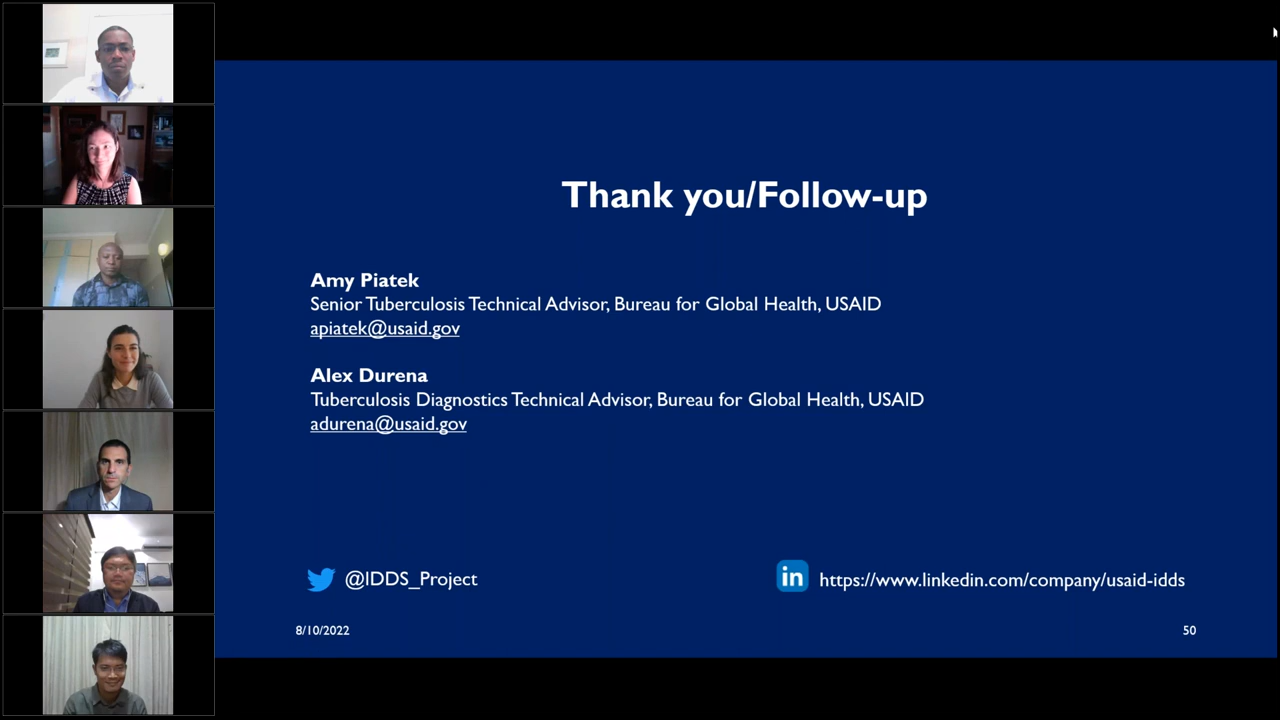 Thank you/Follow-up
Amy Piatek
Senior Tuberculosis Technical Advisor, Bureau for Global Health, USAID
apiatek@usaid.gov
Alex Durena
Tuberculosis Diagnostics Technical Advisor, Bureau for Global Health, USAID
adurena@usaid.gov
@IDDS_Project
in https://www.linkedin.com/company/usaid-idds
8/10/2022
50